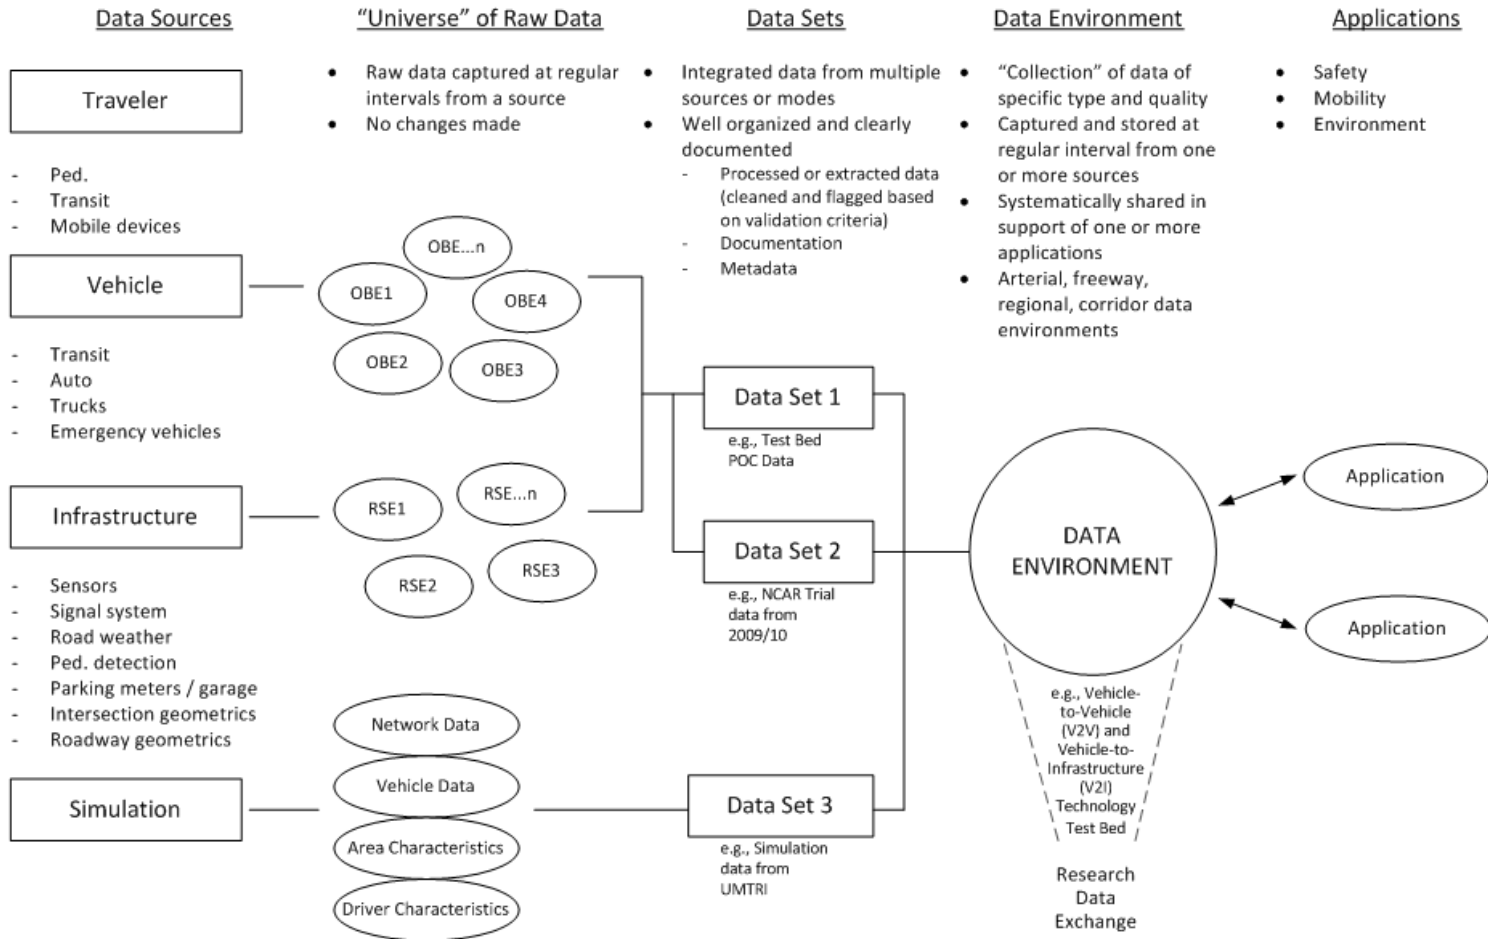 Data Sources
Traveler
- Ped.
- Transit
- Mobile devices
Vehicle
- Transit
- Auto
- Trucks
- Emergency vehicles
Infrastructure
- Sensors
- Signal system
- Road weather
- Ped. detection
- Parking meters / garage
- Intersection geometrics
- Roadway geometrics
Simulation
“Universe” of Raw Data
• Raw data captured at regular
intervals from a source
• No changes made
OBE...n
OBE1
OBE4
OBE2
OBE3
RSE1
RSE...n
RSE2
RSE3
Network Data
Vehicle Data
Area Characteristics
Driver Characteristics
Data Sets
• Integrated data from multiple
sources or modes
• Well organized and clearly
documented
- Processed or extracted data
(cleaned and flagged based
on validation criteria)
- Documentation
- Metadata
Data Set 1
e.g., Test Bed
POC Data
Data Set 2
e.g., NCAR Trial
data from
2009/10
Data Set 3
e.g., Simulation
data from
UMTRI
Data Environment
• “Collection” of data of
specific type and quality
• Captured and stored at
regular interval from one
or more sources
• Systematically shared in
support of one or more
applications
• Arterial, freeway,
regional, corridor data
environments
DATA
ENVIRONMENT
e.g., Vehicle-
to-Vehicle
(V2V) and
Vehicle-to-
Infrastructure
(V2I)
Technology
Test Bed
Research
Data
Exchange
Applications
• Safety
• Mobility
• Environment
Application
Application